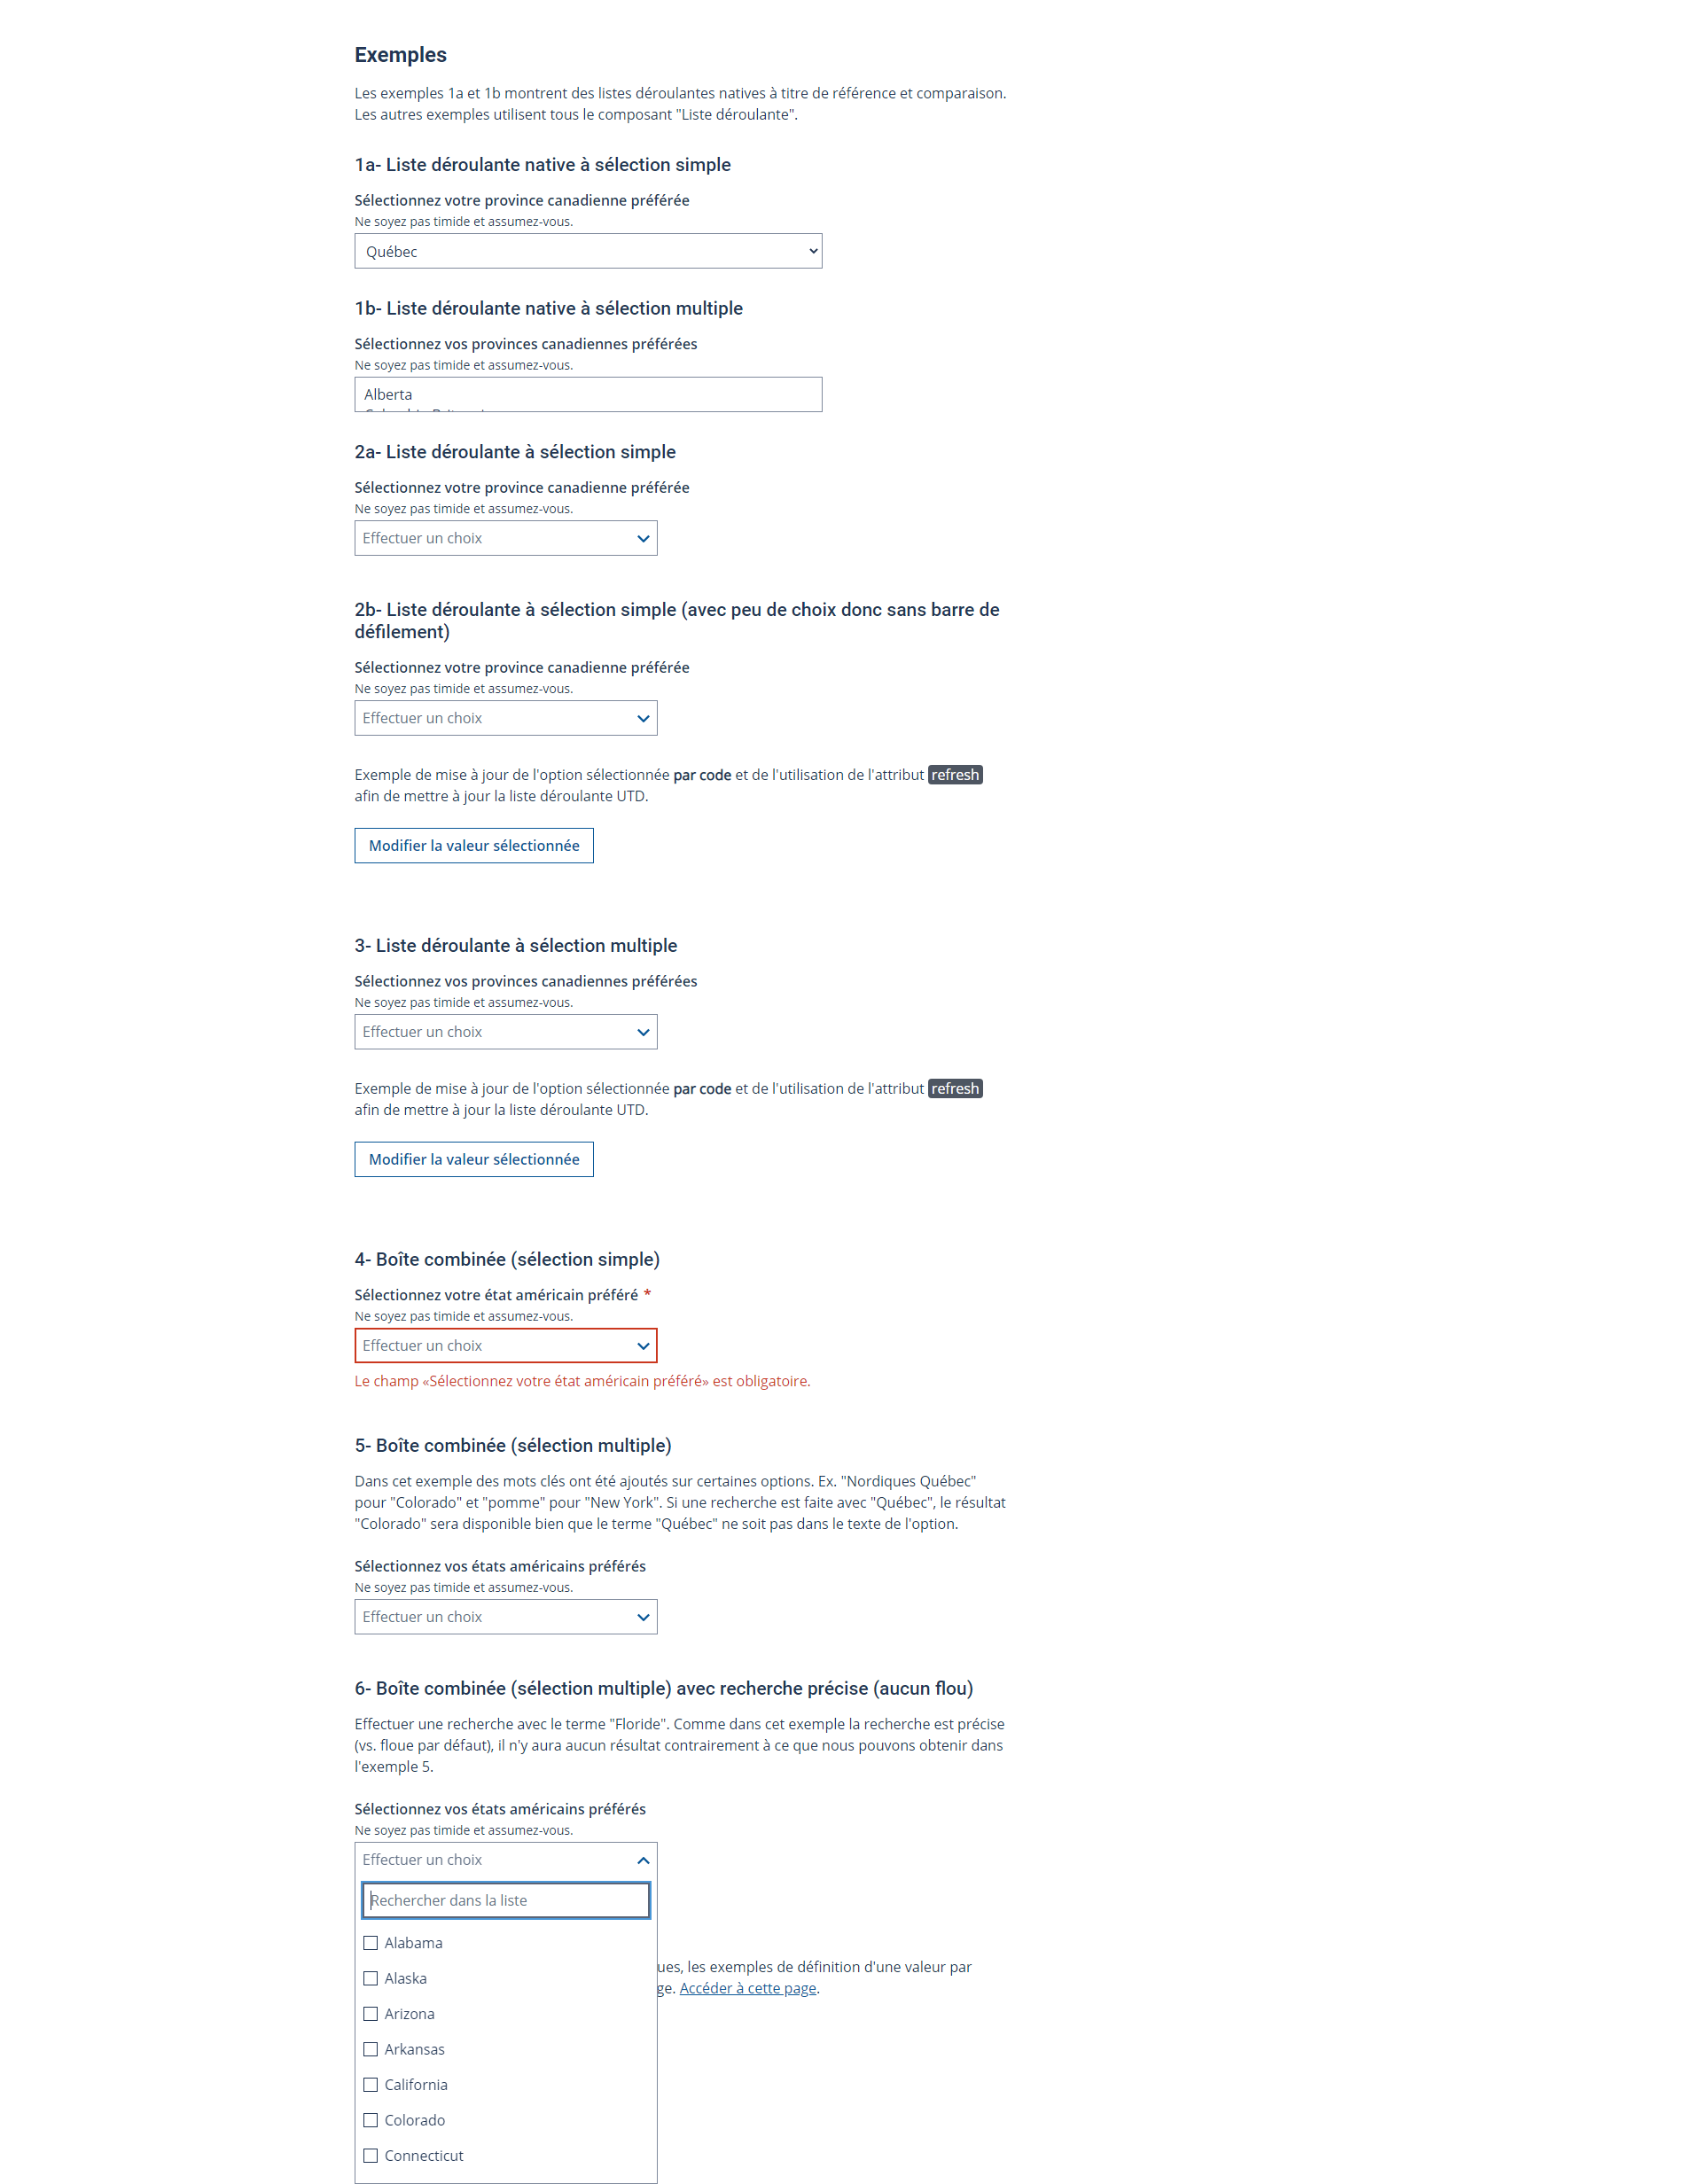 Exemples
Les exemples 1a et 1b montrent des listes déroulantes natives à titre de référence et comparaison.
Les autres exemples utilisent tous le composant "Liste déroulante".
1a- Liste déroulante native à sélection simple
Sélectionnez votre province canadienne préférée
Ne soyez pas timide et assumez-vous.
Québec
1b- Liste déroulante native à sélection multiple
Sélectionnez vos provinces canadiennes préférées
Ne soyez pas timide et assumez-vous.
Alberta
2a- Liste déroulante à sélection simple
Sélectionnez votre province canadienne préférée
Ne soyez pas timide et assumez-vous.
Effectuer un choix
2b- Liste déroulante à sélection simple (avec peu de choix donc sans barre de
défilement)
Sélectionnez votre province canadienne préférée
Ne soyez pas timide et assumez-vous.
Effectuer un choix
Exemple de mise à jour de l'option sélectionnée par code et de l'utilisation de l'attribut refresh
afin de mettre à jour la liste déroulante UTD.
Modifier la valeur sélectionnée
3- Liste déroulante à sélection multiple
Sélectionnez vos provinces canadiennes préférées
Ne soyez pas timide et assumez-vous.
Effectuer un choix
Exemple de mise à jour de l'option sélectionnée par code et de l'utilisation de l'attribut refresh
afin de mettre à jour la liste déroulante UTD.
Modifier la valeur sélectionnée
4- Boîte combinée (sélection simple)
Sélectionnez votre état américain préféré *
Ne soyez pas timide et assumez-vous.
Effectuer un choix
Le champ «Sélectionnez votre état américain préféré» est obligatoire.
5- Boîte combinée (sélection multiple)
Dans cet exemple des mots clés ont été ajoutés sur certaines options. Ex. "Nordiques Québec"
pour "Colorado" et "pomme" pour "New York". Si une recherche est faite avec "Québec", le résultat
"Colorado" sera disponible bien que le terme "Québec" ne soit pas dans le texte de l'option.
Sélectionnez vos états américains préférés
Ne soyez pas timide et assumez-vous.
Effectuer un choix
6- Boîte combinée (sélection multiple) avec recherche précise (aucun flou)
Effectuer une recherche avec le terme "Floride". Comme dans cet exemple la recherche est précise
(vs. floue par défaut), il n'y aura aucun résultat contrairement à ce que nous pouvons obtenir dans
l'exemple 5.
Sélectionnez vos états américains préférés
Ne soyez pas timide et assumez-vous.
Effectuer un choix
Rechercher dans la liste
Alabama
ues, les exemples de définition d'une valeur par
Alaska
ge. Accéder à cette page.
Arizona
Arkansas
California
Colorado
Connecticut